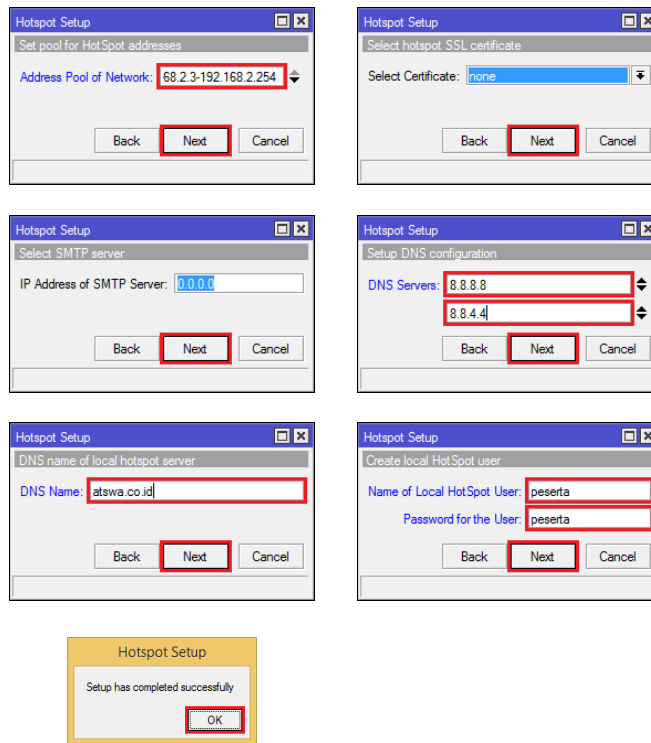 Hotspot Setup
Set pool for HotSpot addresses
Address Pool of Network: 68.2.3-192.168.2.254
Back Next Cancel
Hotspot Setup
Select hotspot SSL certificate
Select Certificate: none
Back Next Cancel
Hotspot Setup
Select SMTP server
IP Address of SMTP Server: 0.0.0.0
Back Next Cancel
Hotspot Setup
Setup DNS configuration
DNS Servers: 8.8.8.8
8.8.4.4
Back Next Cancel
Hotspot Setup
DNS name of local hotspot server
DNS Name: atswa.co.id
Back Next Cancel
Hotspot Setup
Create local HotSpot user
Name of Local HotSpot User: peserta
Password for the User: peserta
Back Next Cancel
Hotspot Setup
Setup has completed successfully
OK